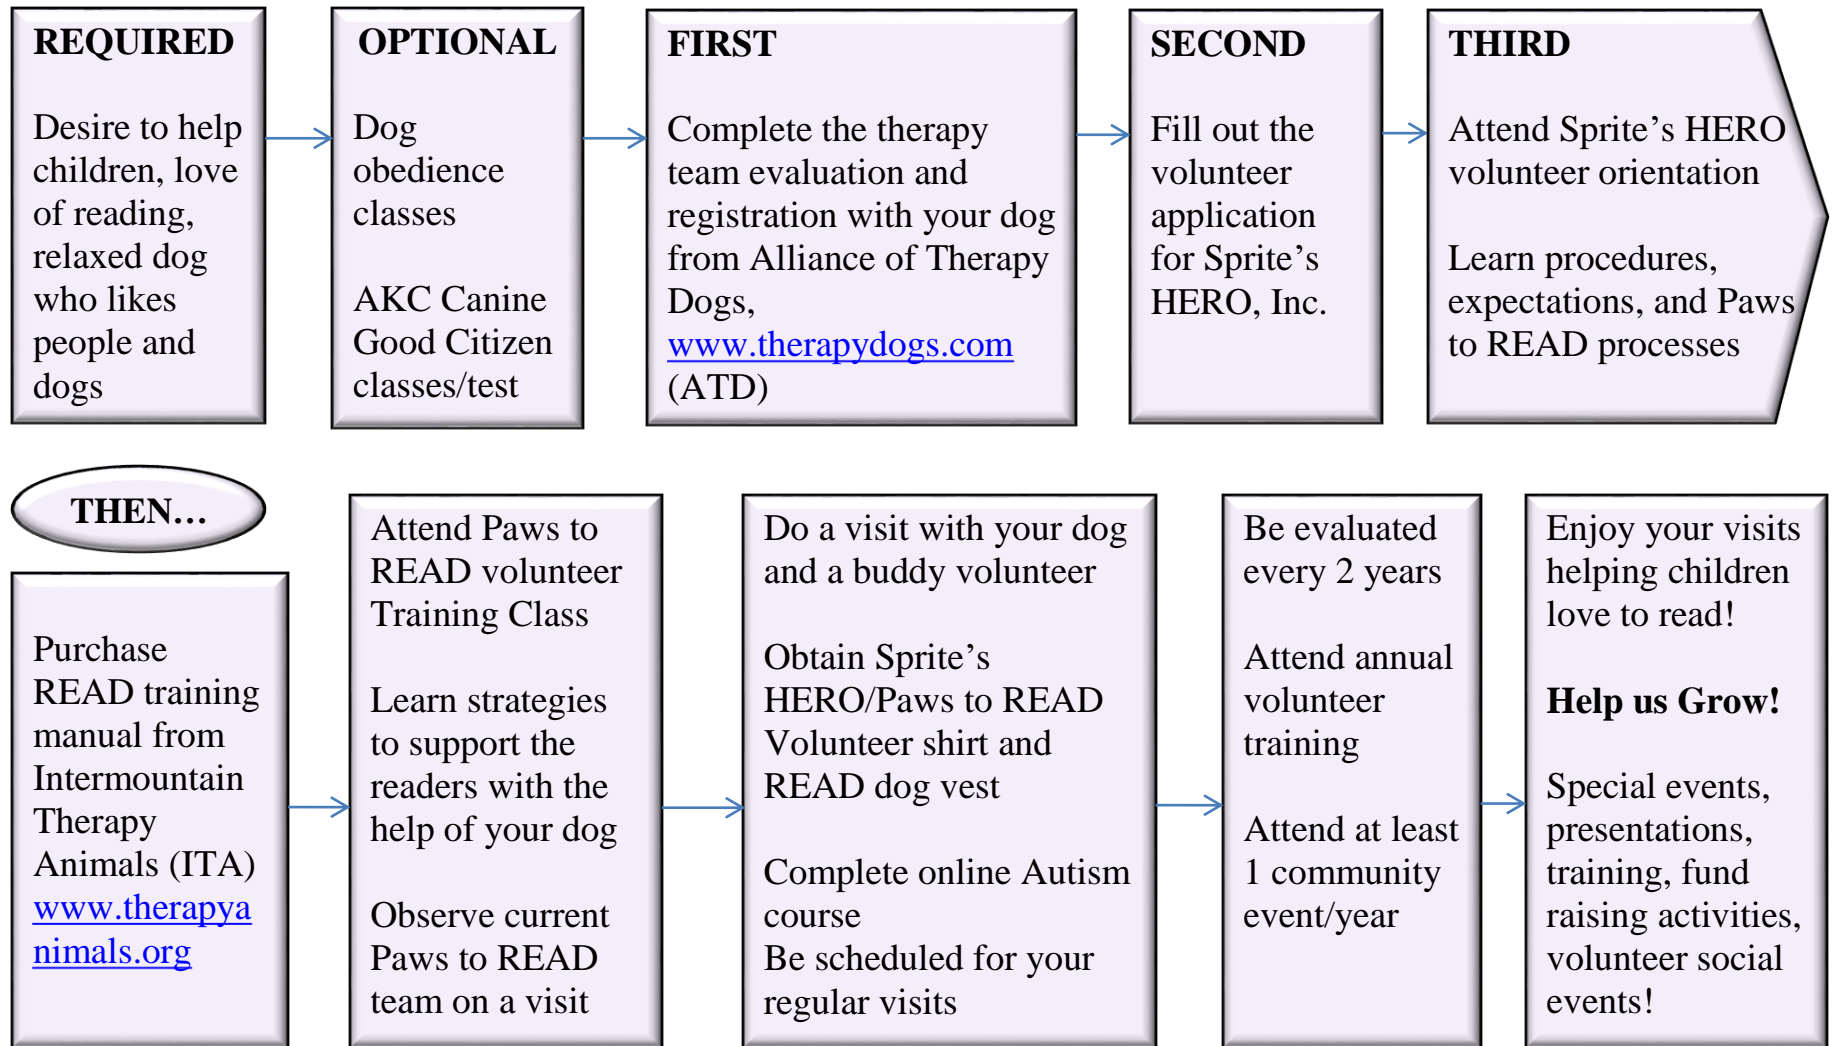 REQUIRED
Desire to help
children, love
of reading,
relaxed dog
who likes
people and
dogs
OPTIONAL
Dog
obedience
classes
AKC Canine
Good Citizen
classes/test
FIRST
Complete the therapy
team evaluation and
registration with your dog
from Alliance of Therapy
Dogs,
www.therapydogs.com
(ATD)
SECOND
Fill out the
volunteer
application
for Sprite’s
HERO, Inc.
THIRD
Attend Sprite’s HERO
volunteer orientation
Learn procedures,
expectations, and Paws
to READ processes
THEN…
Purchase
READ training
manual from
Intermountain
Therapy
Animals (ITA)
www.therapya
nimals.org
Attend Paws to
READ volunteer
Training Class
Learn strategies
to support the
readers with the
help of your dog
Observe current
Paws to READ
team on a visit
Do a visit with your dog
and a buddy volunteer
Obtain Sprite’s
HERO/Paws to READ
Volunteer shirt and
READ dog vest
Complete online Autism
course
Be scheduled for your
regular visits
Be evaluated
every 2 years
Attend annual
volunteer
training
Attend at least
1 community
event/year
Enjoy your visits
helping children
love to read!
Help us Grow!
Special events,
presentations,
training, fund
raising activities,
volunteer social
events!